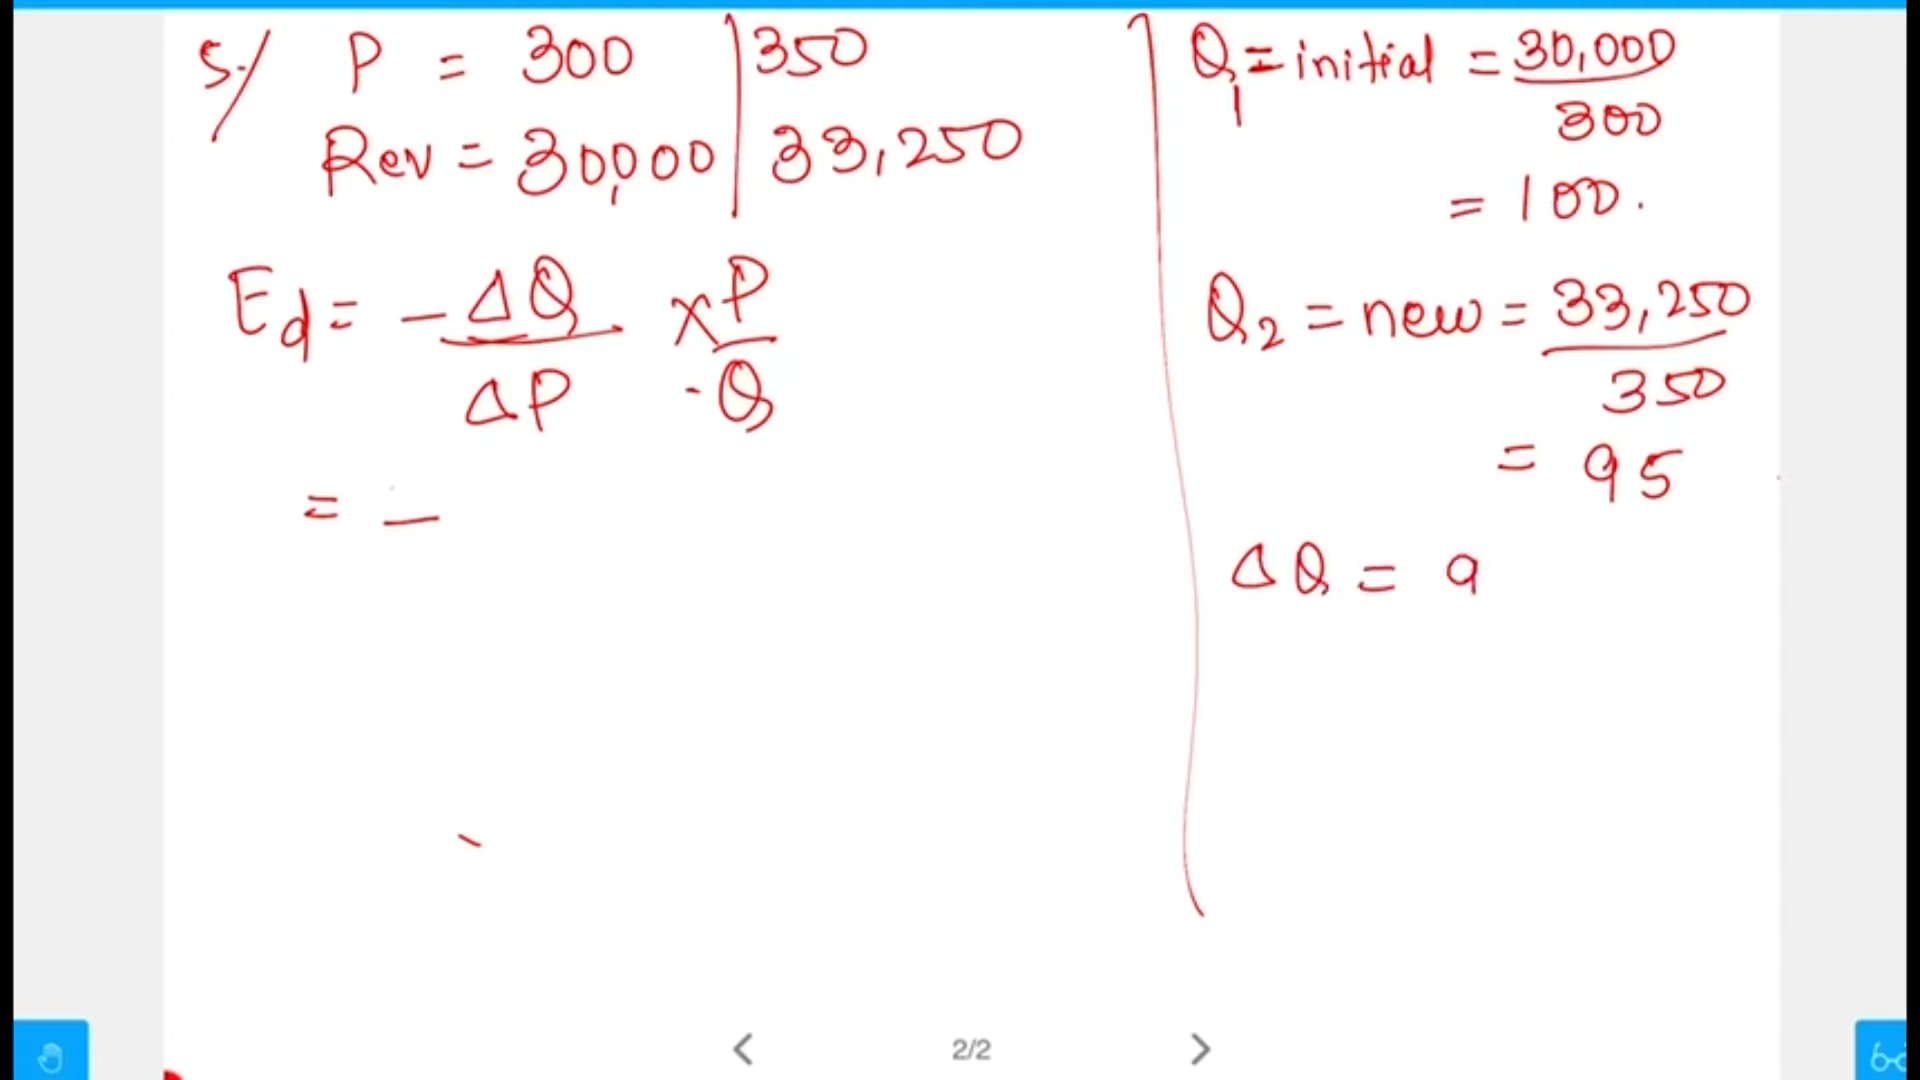 5./ P = 300 | 350
Rev = 30,000 | 33,250
Ed = -ΔQ/ΔP × P/Q
= -
Q1 = initial = 30,000/300
= 100.
Q2 = new = 33,250/350
= 95
ΔQ = 9
2/2